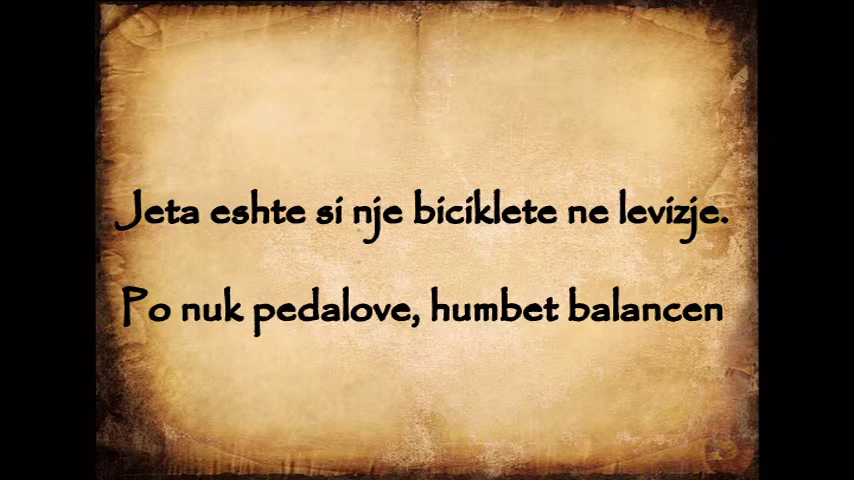 Jeta eshte si nje biciklete ne levizje.
Po nuk pedalove, humbet balancen